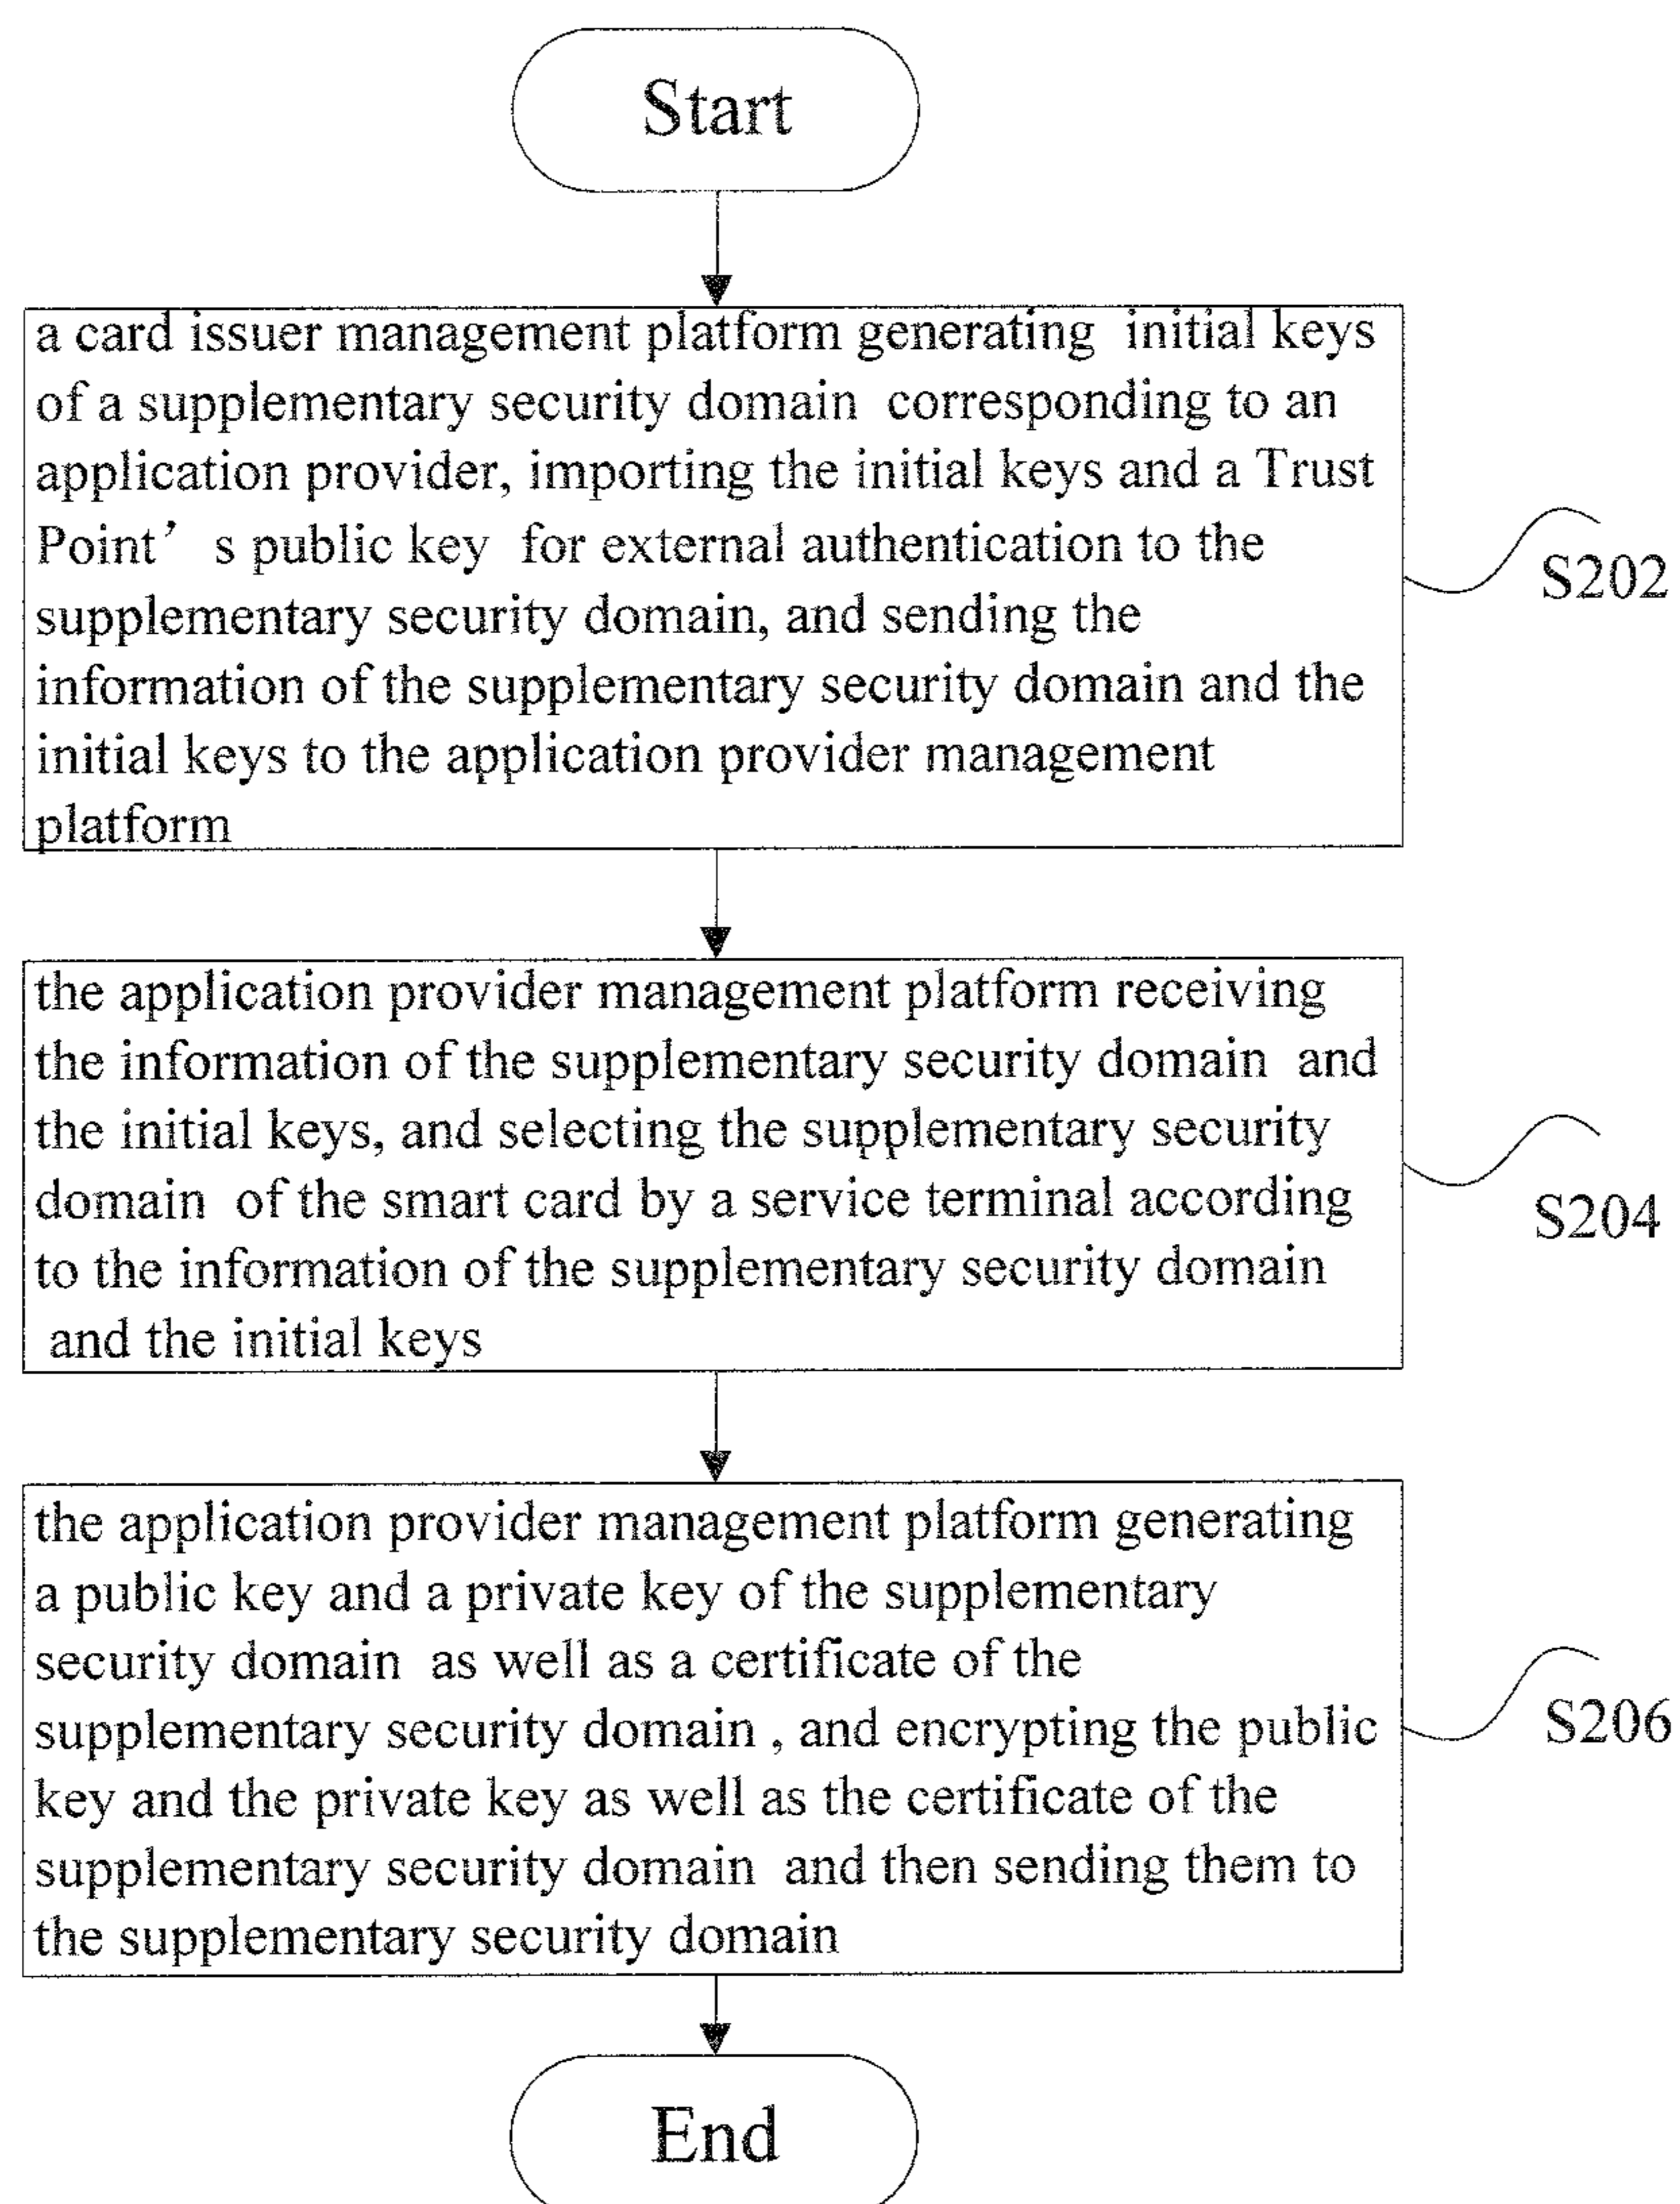 Start
a card issuer management platform generating initial keys
of a supplementary security domain corresponding to an
application provider, importing the initial keys and a Trust
Point’ s public key for external authentication to the
supplementary security domain, and sending the
information of the supplementary security domain and the
initial keys to the application provider management
platform
S202
the application provider management platform receiving
the information of the supplementary security domain and
the initial keys, and selecting the supplementary security
domain of the smart card by a service terminal according
to the information of the supplementary security domain
and the initial keys
S204
the application provider management platform generating
a public key and a private key of the supplementary
security domain as well as a certificate of the
supplementary security domain , and encrypting the public
key and the private key as well as the certificate of the
supplementary security domain and then sending them to
the supplementary security domain
S206
End